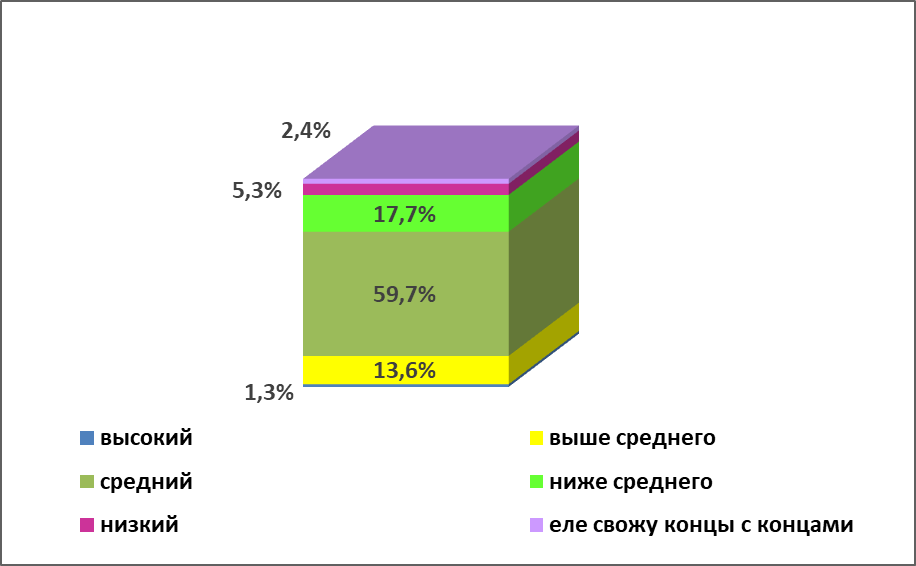 2,4%
5,3%
17,7%
59,7%
13,6%
1,3%
высокий
выше среднего
средний
ниже среднего
низкий
еле свожу концы с концами